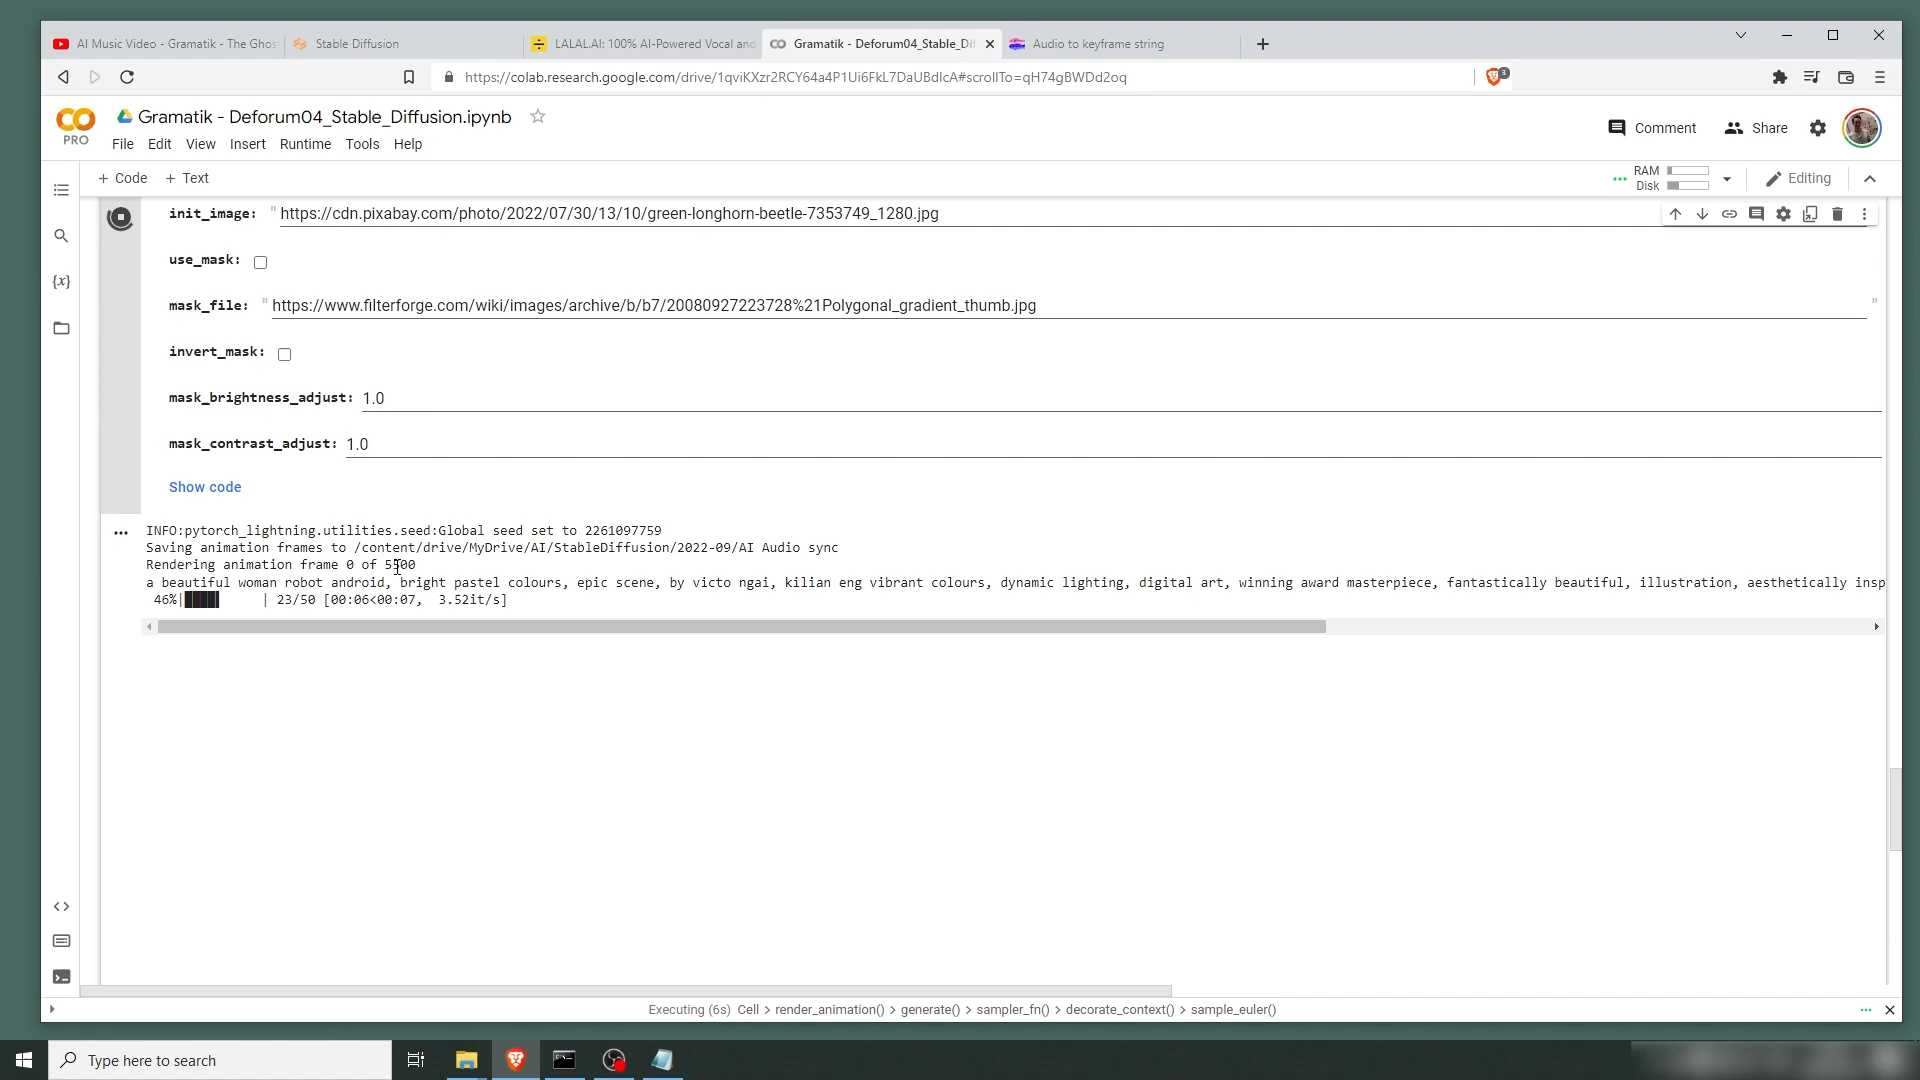 AI Music Video - Gramatik - The Ghos
Stable Diffusion
LALAL.AI: 100% AI-Powered Vocal and
Gramatik - Deforum04_Stable_Dif
Audio to keyframe string
https://colab.research.google.com/drive/1qviKXzr2RCY64a4P1Ui6FkL7DaUBdIcA#scrollTo=qH74gBWDd2oq
3
PRO
Gramatik - Deforum04_Stable_Diffusion.ipynb
File Edit View Insert Runtime Tools Help
Comment
Share
+ Code + Text
RAM
Disk
Editing
init_image: " https://cdn.pixabay.com/photo/2022/07/30/13/10/green-longhorn-beetle-7353749_1280.jpg
use_mask:
mask_file: " https://www.filterforge.com/wiki/images/archive/b/b7/20080927223728%21Polygonal_gradient_thumb.jpg "
invert_mask:
mask_brightness_adjust: 1.0
mask_contrast_adjust: 1.0
Show code
INFO:pytorch_lightning.utilities.seed:Global seed set to 2261097759
Saving animation frames to /content/drive/MyDrive/AI/StableDiffusion/2022-09/AI Audio sync
Rendering animation frame 0 of
a beautiful woman robot android, bright pastel colours, epic scene, by victo ngai, kilian eng vibrant colours, dynamic lighting, digital art, winning award masterpiece, fantastically beautiful, illustration, aesthetically insp
46%| | 23/50 [00:06<00:07, 3.52it/s]
Executing (6s) Cell > render_animation() > generate() > sampler_fn() > decorate_context() > sample_euler()
Type here to search